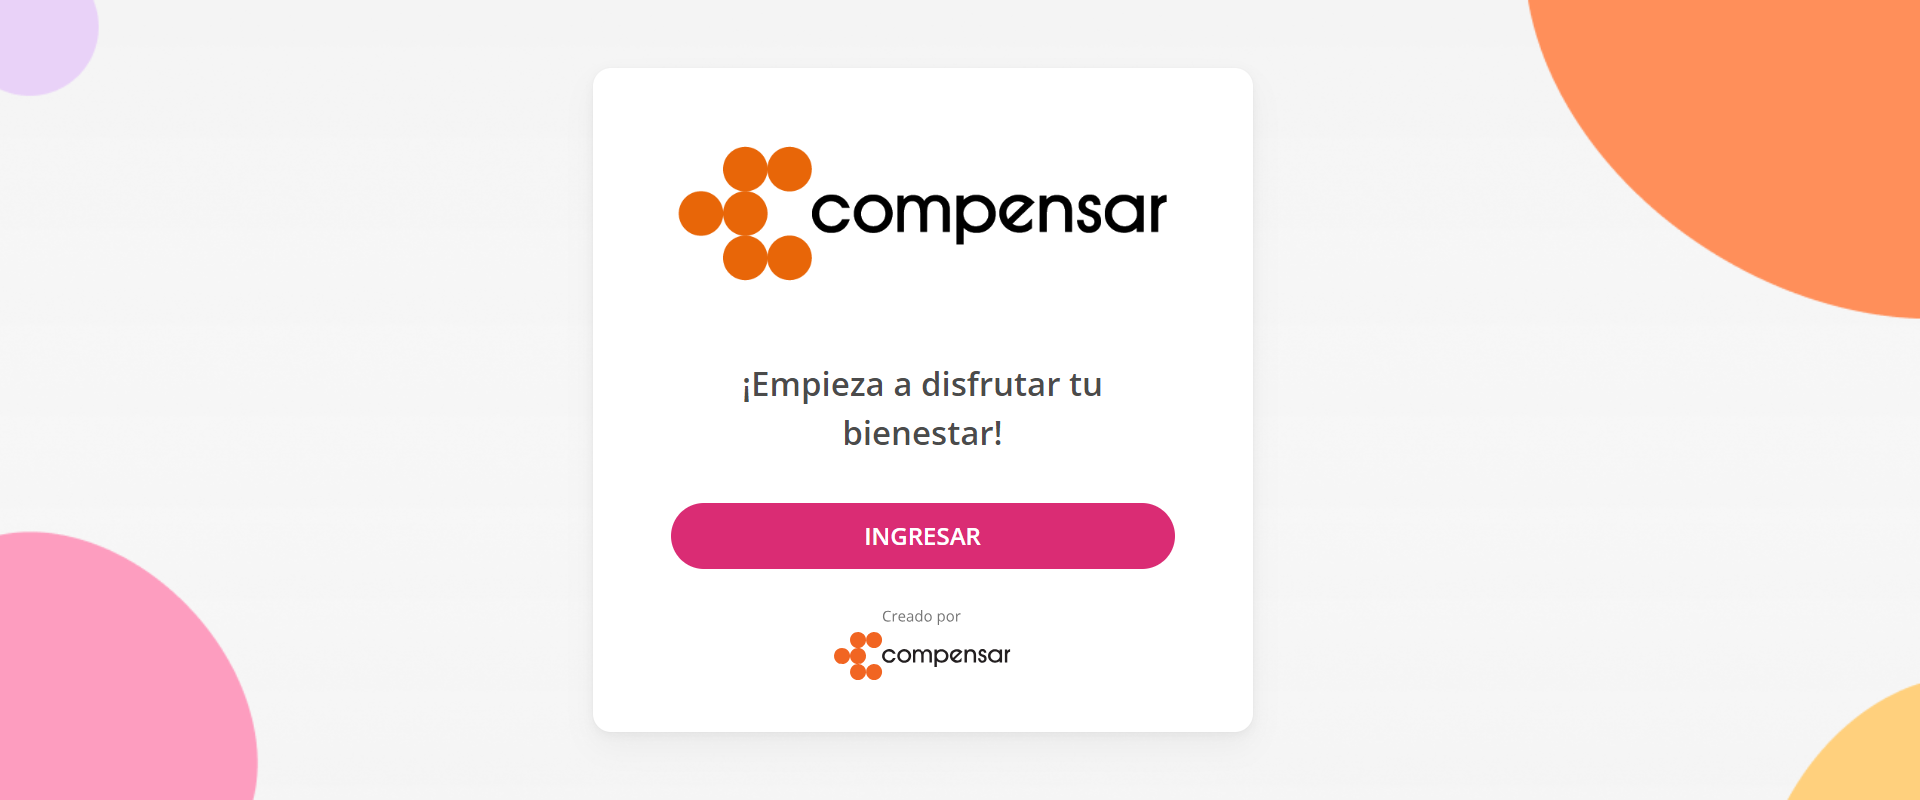 compensar
¡Empieza a disfrutar tu
bienestar!
INGRESAR
Creado por
compensar